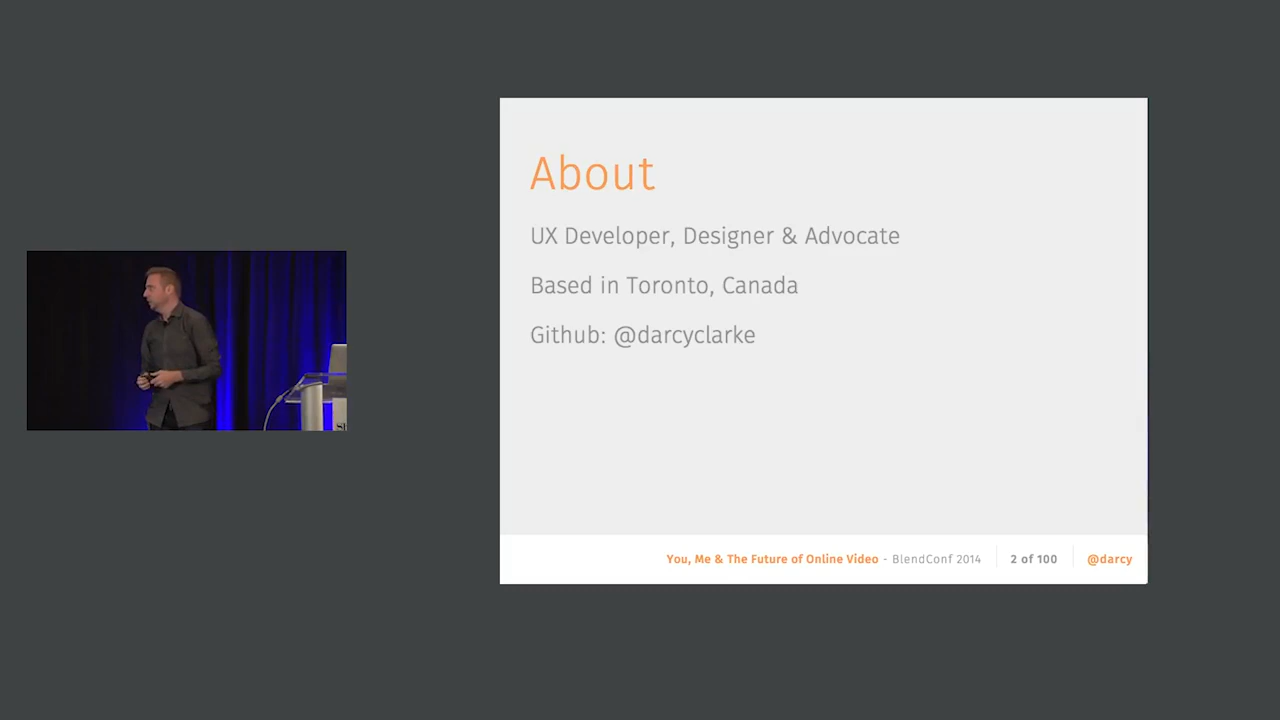 About
UX Developer, Designer & Advocate
Based in Toronto, Canada
Github: @darcyclarke
You, Me & The Future of Online Video - BlendConf 2014
2 of 100
@darcy